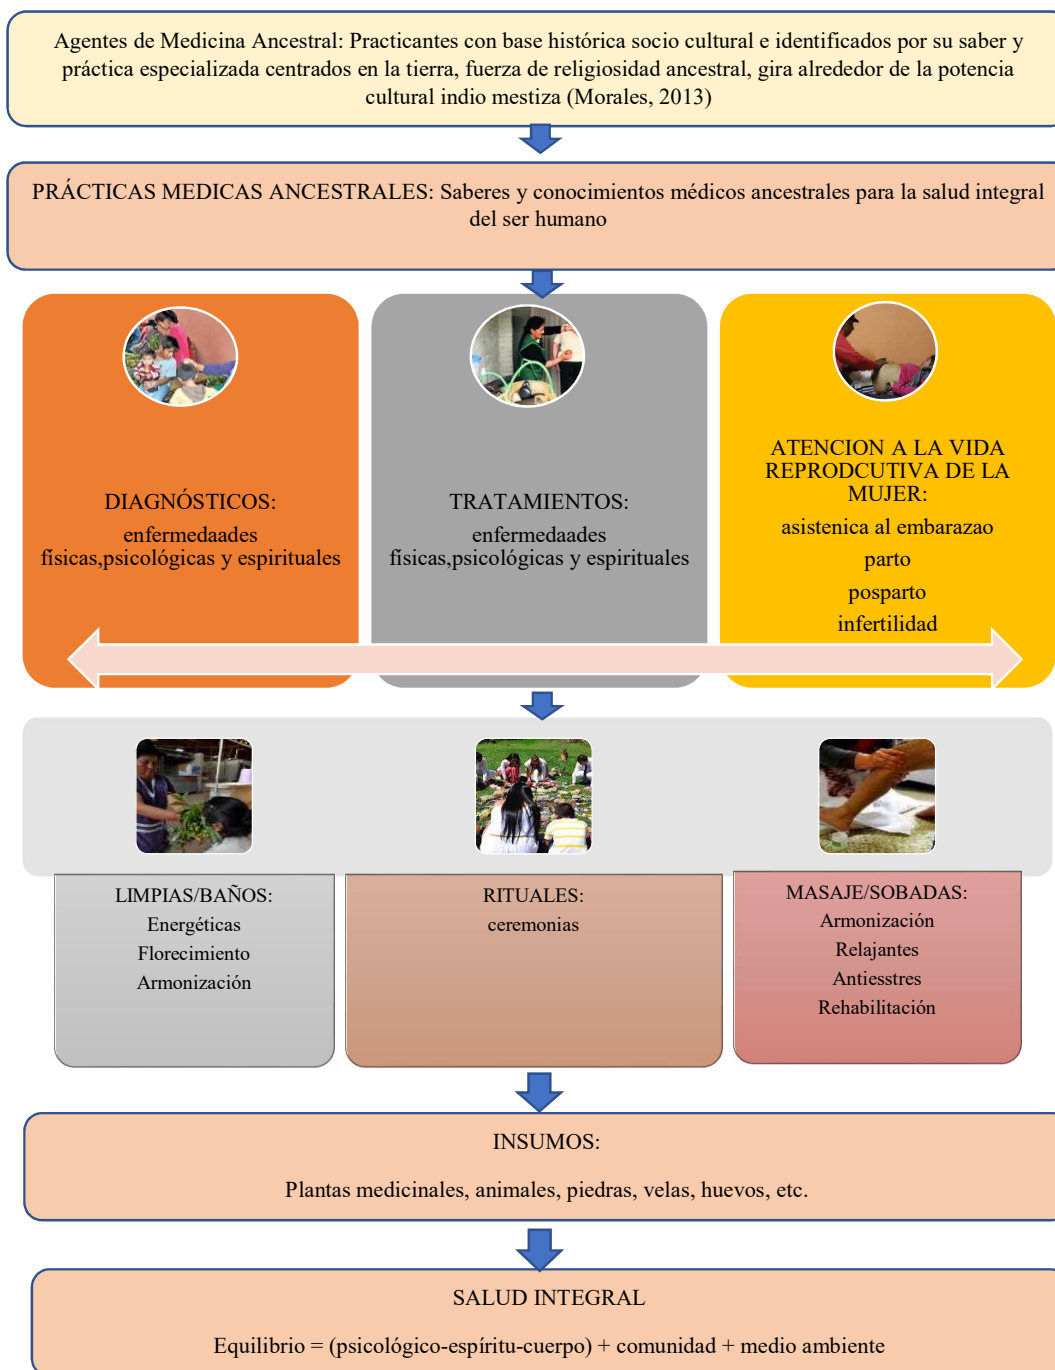 Agentes de Medicina Ancestral: Practicantes con base histórica socio cultural e identificados por su saber y
práctica especializada centrados en la tierra, fuerza de religiosidad ancestral, gira alrededor de la potencia
cultural indio mestiza (Morales, 2013)
PRÁCTICAS MEDICAS ANCESTRALES: Saberes y conocimientos médicos ancestrales para la salud integral
del ser humano
DIAGNÓSTICOS:
enfermedaades
físicas,psicológicas y espirituales
TRATAMIENTOS:
enfermedaades
físicas,psicológicas y espirituales
ATENCION A LA VIDA
REPRODCUTIVA DE LA
MUJER:
asistenica al embarazao
parto
posparto
infertilidad
LIMPIAS/BAÑOS:
Energéticas
Florecimiento
Armonización
RITUALES:
ceremonias
MASAJE/SOBADAS:
Armonización
Relajantes
Antiesstres
Rehabilitación
INSUMOS:
Plantas medicinales, animales, piedras, velas, huevos, etc.
SALUD INTEGRAL
Equilibrio = (psicológico-espíritu-cuerpo) + comunidad + medio ambiente